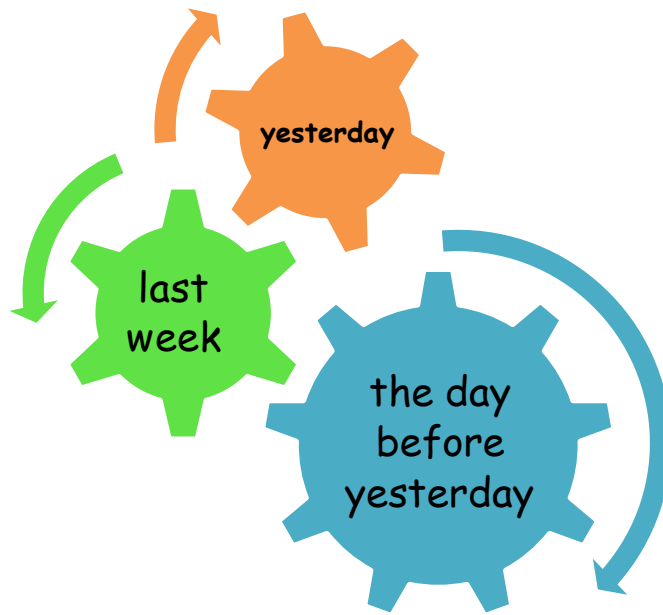 yesterday
last
week
the day
before
yesterday